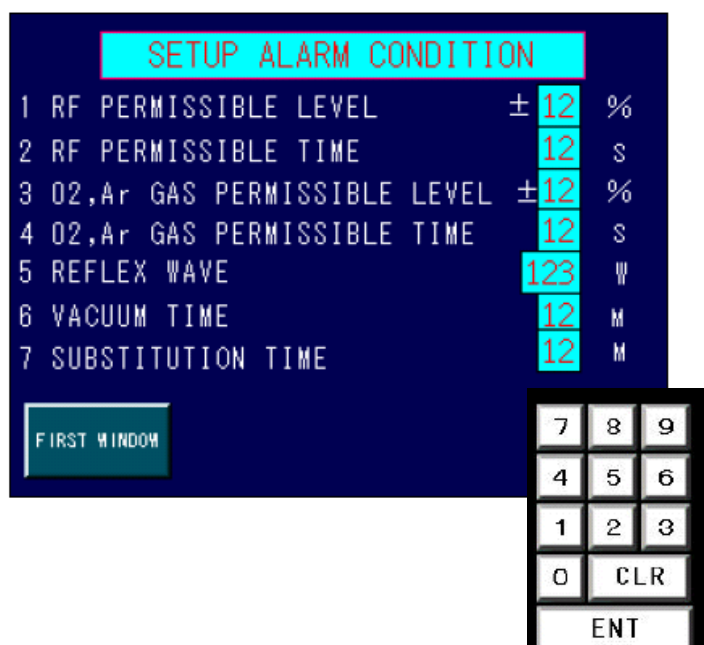 SETUP ALARM CONDITION
1 RF PERMISSIBLE LEVEL ± 12 %
2 RF PERMISSIBLE TIME 12 S
3 O2,Ar GAS PERMISSIBLE LEVEL ±12 %
4 O2,Ar GAS PERMISSIBLE TIME 12 S
5 REFLEX WAVE 123 W
6 VACUUM TIME 12 M
7 SUBSTITUTION TIME 12 M
FIRST WINDOW
7 8 9
4 5 6
1 2 3
0 CLR
ENT